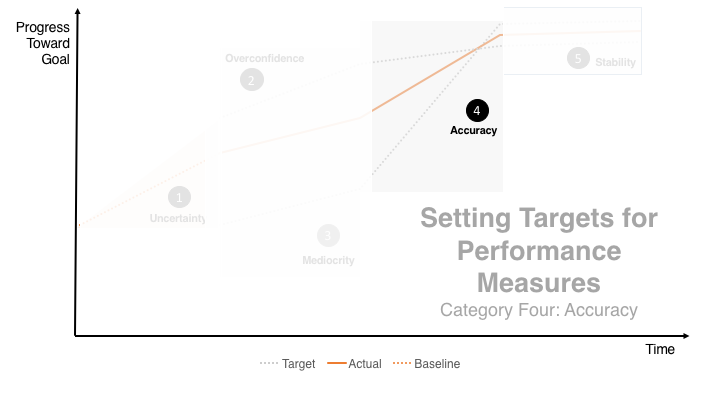 Progress
Toward
Goal
Overconfidence
2
5
Stability
4
Accuracy
1
Uncertainty
3
Mediocrity
Setting Targets for
Performance
Measures
Category Four: Accuracy
Time
Target
Actual
Baseline